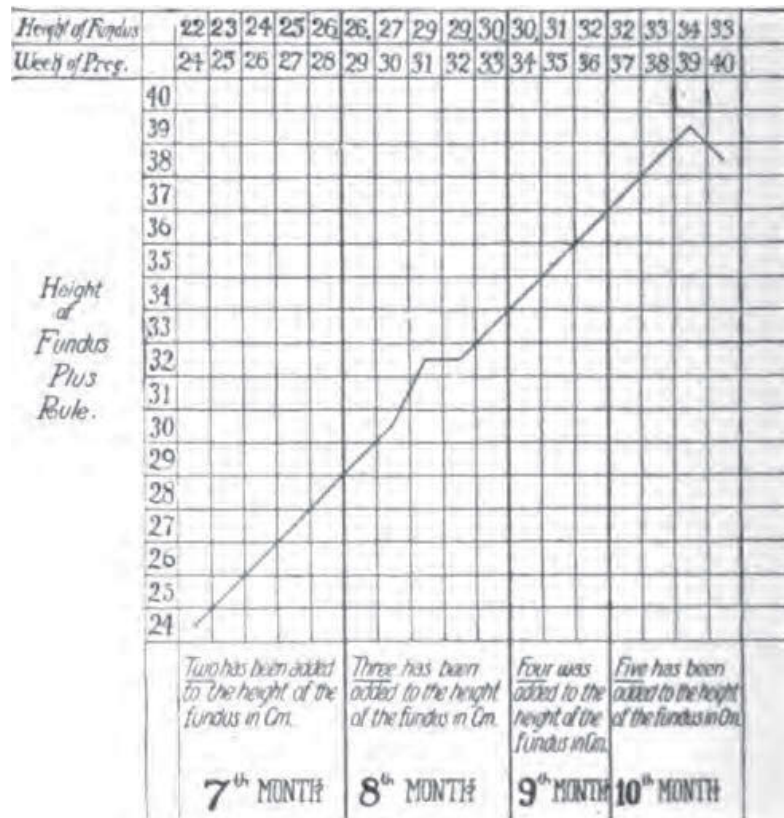 Height of Fundus 22 23 24 25 26 26, 27 29 29, 30 30, 31 32 32 33 34 33
Week of Preg. 24 25 26 27 28 29 30 31 32 33 34 35 36 37 38 39 40
40
39
38
37
36
35
Height
of
34
33
Fundus
32
Plus
31
Rule.
30
29
28
27
26
25
24
Two has been added
to the height of the
fundus in Cm.
Three has been
added to the height
of the fundus in Cm.
Four was
added to the
height of the
fundus in Cm.
Five has been
added to the height
of the fundus in Cm.
7th MONTH
8th MONTH
9th MONTH
10th MONTH